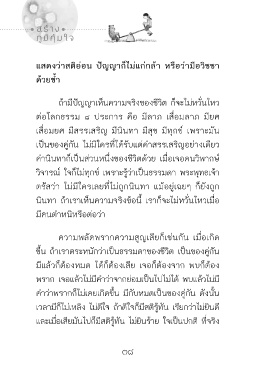 สร้าง
ภูมิคุ้มใจ
แสดงว่าสติอ่อน ปัญญาก็ไม่แก่กล้า หรือว่ามีอวิชชา
ด้วยซ้ำ
ถ้ามีปัญญาเห็นความจริงของชีวิต ก็จะไม่หวั่นไหว
ต่อโลกธรรม ๘ ประการ คือ มีลาภ เสื่อมลาภ มียศ
เสื่อมยศ มีสรรเสริญ มีนินทา มีสุข มีทุกข์ เพราะมัน
เป็นของคู่กัน ไม่มีใครที่ได้รับแต่คำสรรเสริญอย่างเดียว
คำนินทาก็เป็นส่วนหนึ่งของชีวิตด้วย เมื่อเจอคนวิพากษ์
วิจารณ์ ใจก็ไม่ทุกข์ เพราะรู้ว่าเป็นธรรมดา พระพุทธเจ้า
ตรัสว่า ไม่มีใครเลยที่ไม่ถูกนินทา แม้อยู่เฉยๆ ก็ยังถูก
นินทา ถ้าเราเห็นความจริงข้อนี้ เราก็จะไม่หวั่นไหวเมื่อ
มีคนตำหนิหรือต่อว่า
ความพลัดพรากความสูญเสียก็เช่นกัน เมื่อเกิด
ขึ้น ถ้าเราตระหนักว่าเป็นธรรมดาของชีวิต เป็นของคู่กัน
มีแล้วก็ต้องหมด ได้ก็ต้องเสีย เจอก็ต้องจาก พบก็ต้อง
พราก เจอแล้วไม่มีคำว่าจากย่อมเป็นไปไม่ได้ พบแล้วไม่มี
คำว่าพรากก็ไม่เคยเกิดขึ้น มีกับหมดเป็นของคู่กัน ดังนั้น
เวลามีก็ไม่เหลิง ไม่ดีใจ ถ้าดีใจก็มีสติรู้ทัน เรียกว่าไม่ยินดี
และเมื่อเสียมันไปก็มีสติรู้ทัน ไม่ยินร้าย ใจเป็นปกติ ที่จริง
๓๘